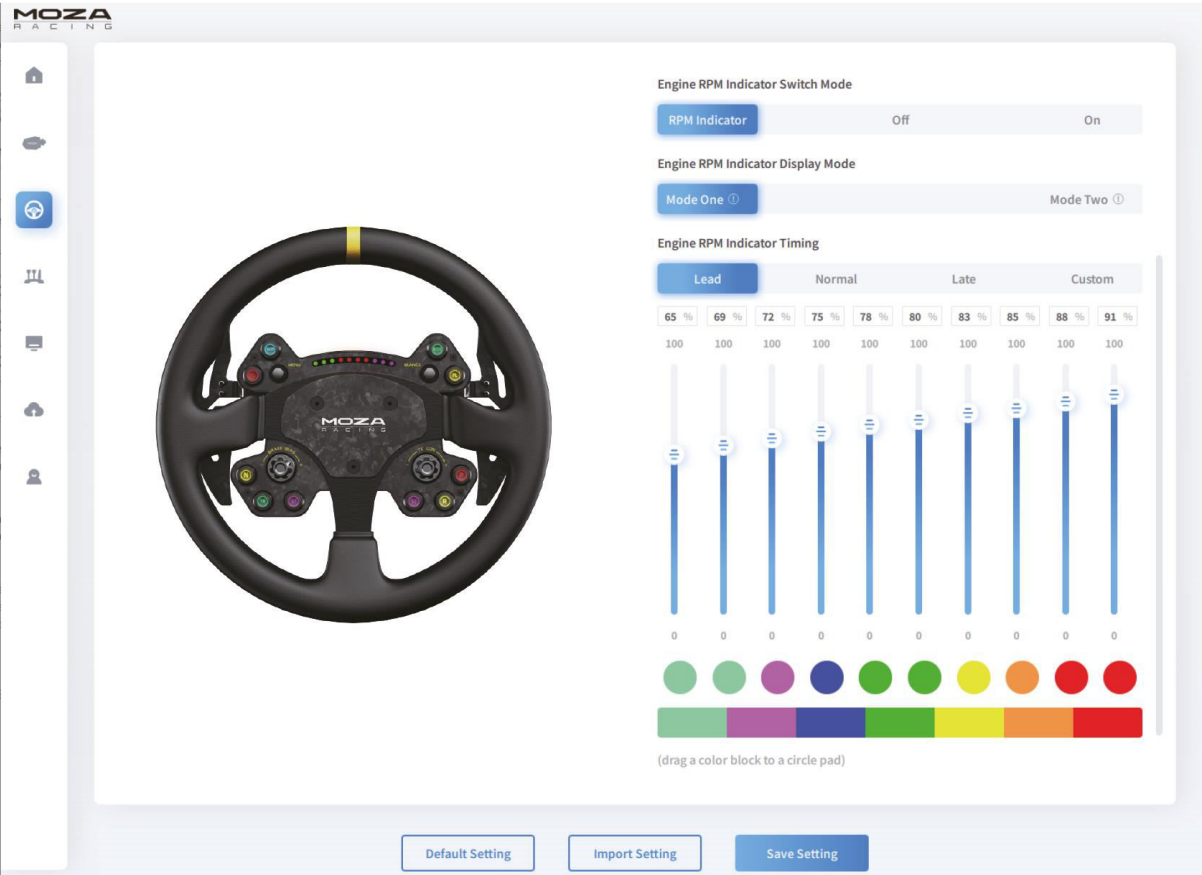 MOZA
RACING
Engine RPM Indicator Switch Mode
RPM Indicator Off On
Engine RPM Indicator Display Mode
Mode One Mode Two
Engine RPM Indicator Timing
Lead Normal Late Custom
65 % 69 % 72 % 75 % 78 % 80 % 83 % 85 % 88 % 91 %
100 100 100 100 100 100 100 100 100 100
MOZA
RACING
N
0 0 0 0 0 0 0 0 0 0
(drag a color block to a circle pad)
Default Setting Import Setting Save Setting